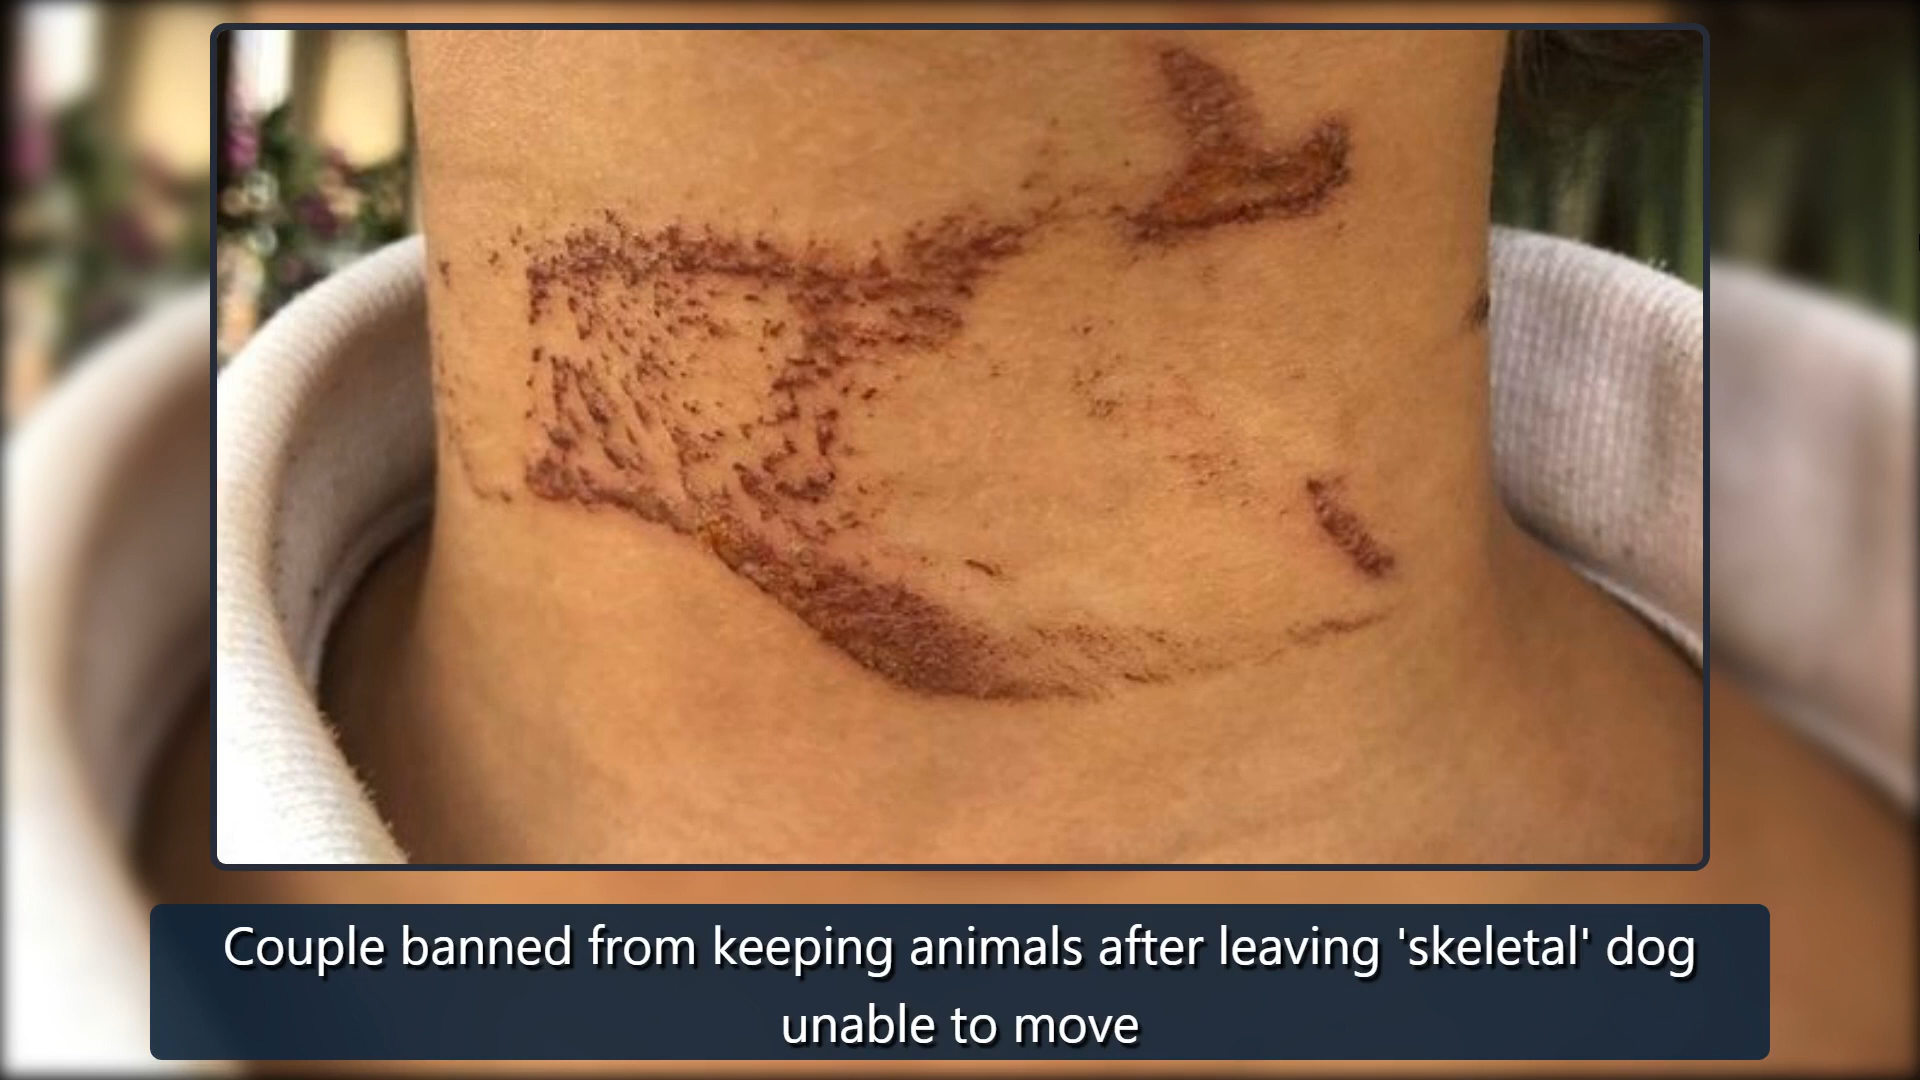 Couple banned from keeping animals after leaving 'skeletal' dog
unable to move